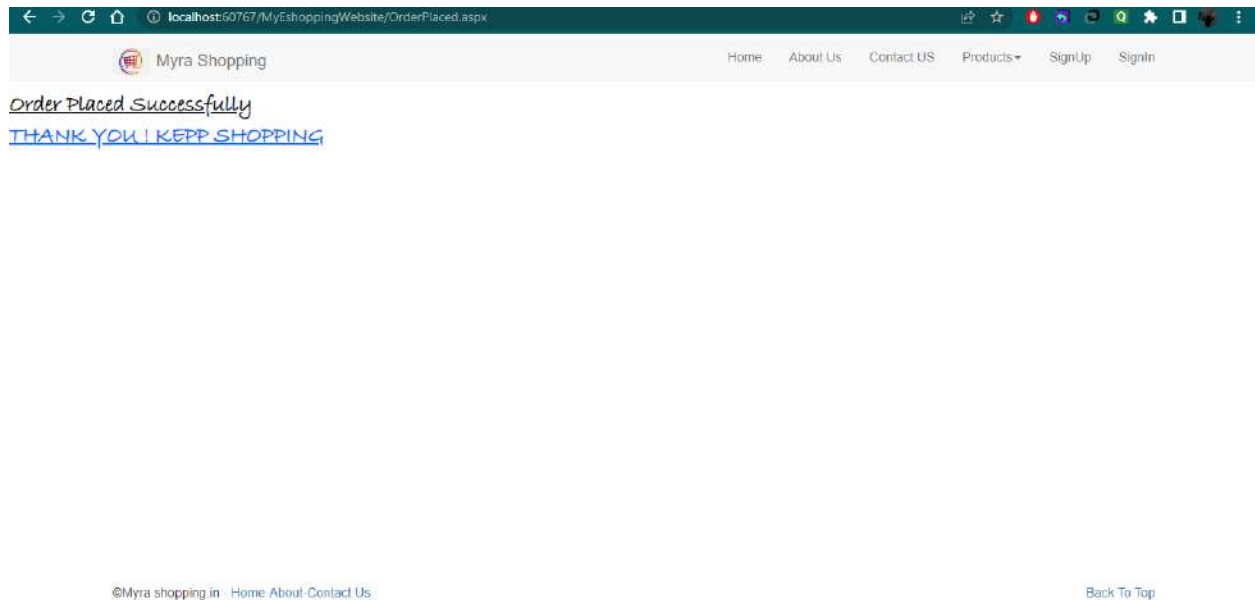 localhost:60767/MyEshoppingWebsite/OrderPlaced.aspx
Myra Shopping Home About Us Contact US Products SignUp SignIn
Order Placed Successfully
THANK YOU ! KEPP SHOPPING
©Myra shopping.in - Home-About-Contact Us Back To Top